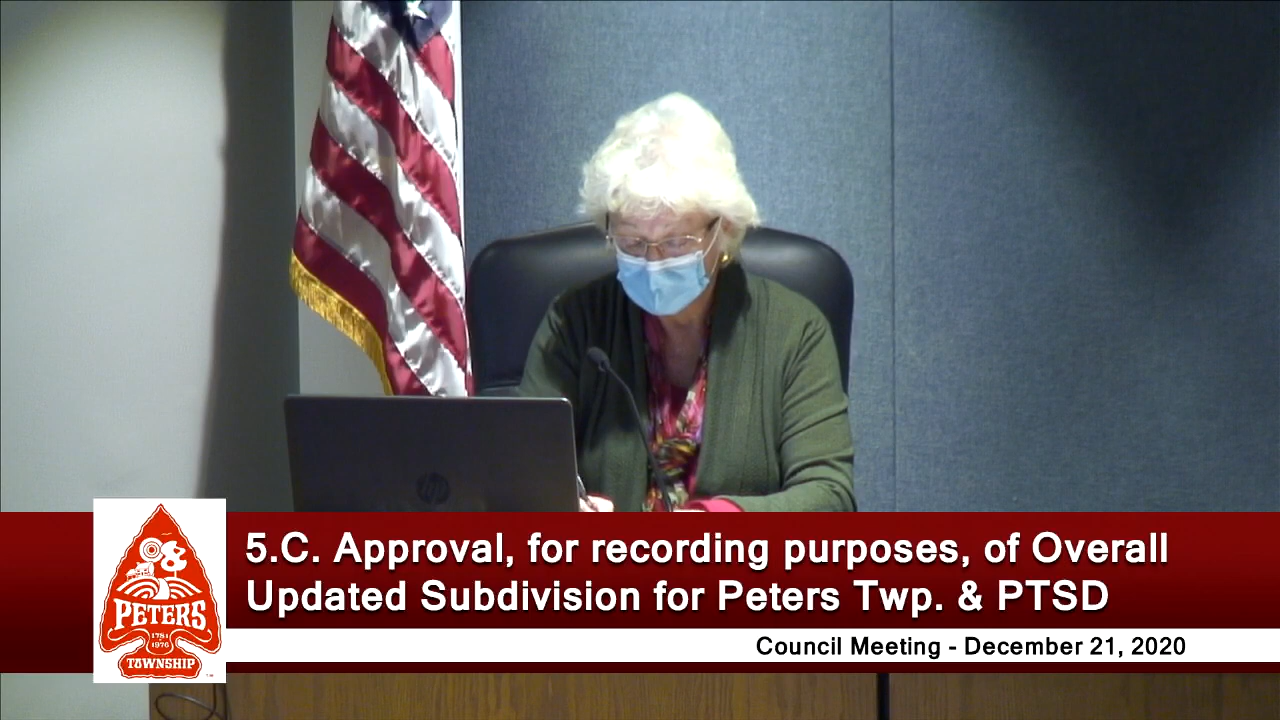 hp
5.C. Approval, for recording purposes, of Overall
Updated Subdivision for Peters Twp. & PTSD
Council Meeting - December 21, 2020
PETERS
1781
1976
TOWNSHIP